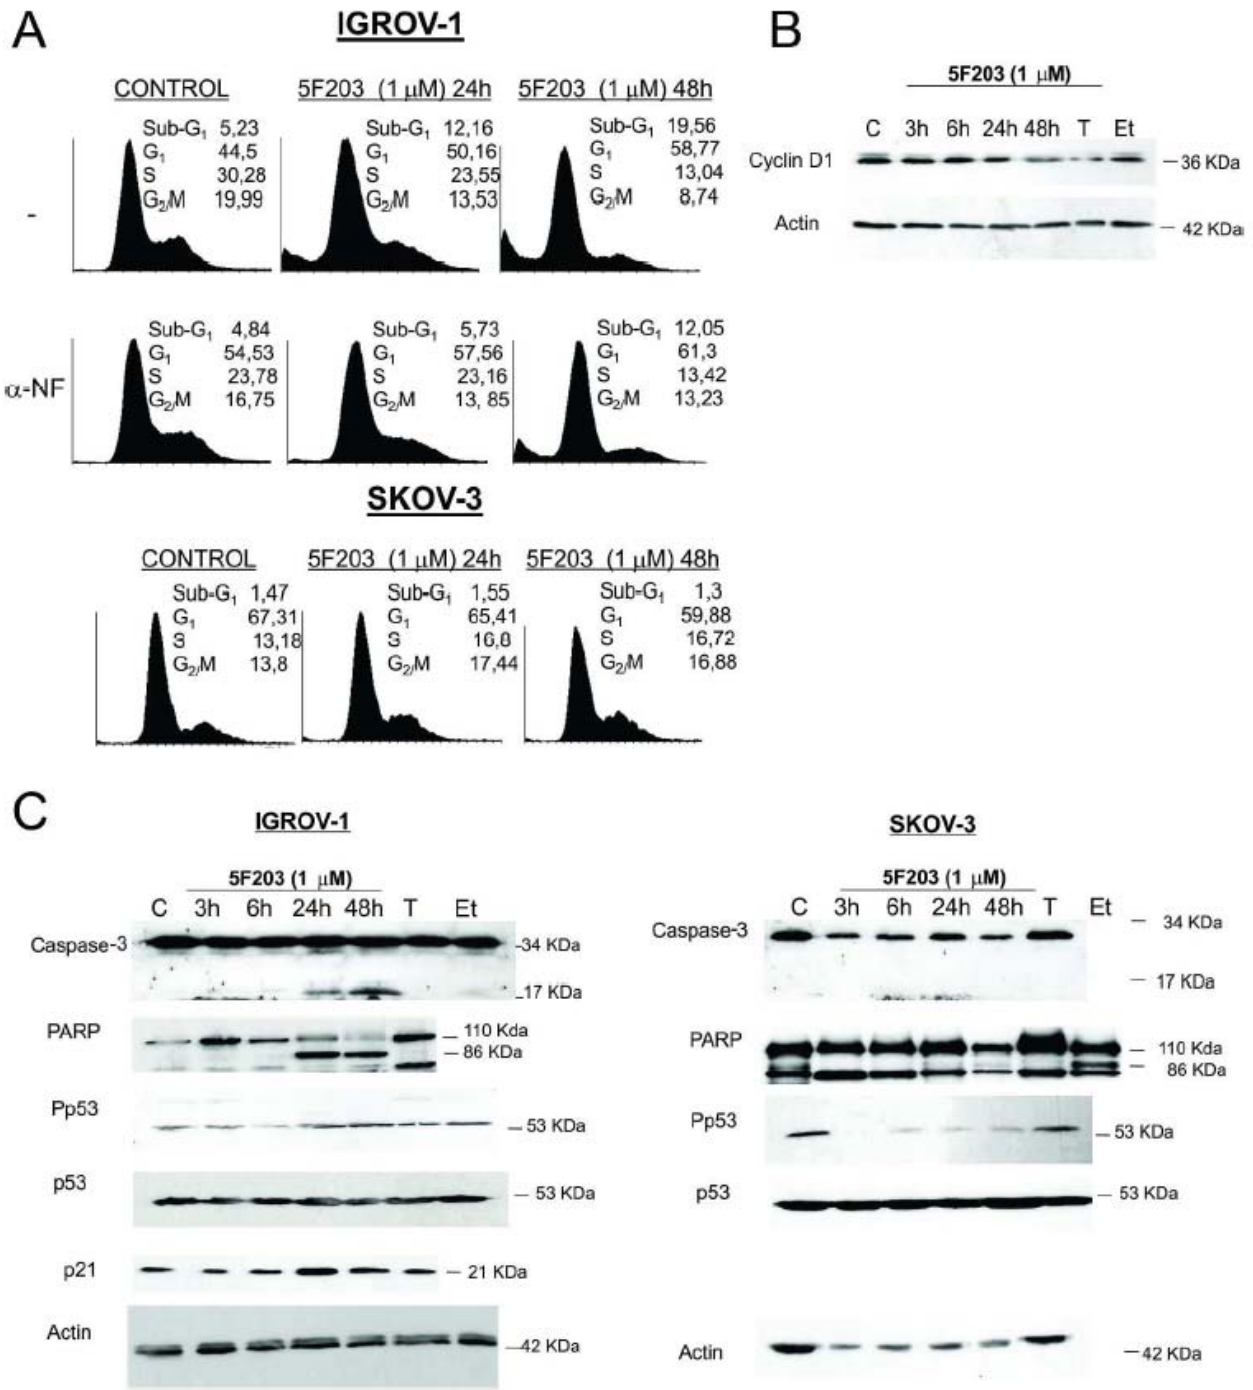 A
IGROV-1
CONTROL
5F203 (1 μM) 24h
5F203 (1 μM) 48h
-
Sub-G1 5,23
G1 44,5
S 30,28
G2/M 19,99
Sub-G1 12,16
G1 50,16
S 23,55
G2/M 13,53
Sub-G1 19,56
G1 58,77
S 13,04
G2/M 8,74
α-NF
Sub-G1 4,84
G1 54,53
S 23,78
G2/M 16,75
Sub-G1 5,73
G1 57,56
S 23,16
G2/M 13, 85
Sub-G1 12,05
G1 61,3
S 13,42
G2/M 13,23
SKOV-3
CONTROL
5F203 (1 μM) 24h
5F203 (1 μM) 48h
Sub-G1 1,47
G1 67,31
S 13,18
G2/M 13,8
Sub-G1 1,55
G1 65,41
S 16,8
G2/M 17,44
Sub-G1 1,3
G1 59,88
S 16,72
G2/M 16,88
B
5F203 (1 μM)
C 3h 6h 24h 48h T Et
Cyclin D1 36 KDa
Actin 42 KDa
C
IGROV-1
5F203 (1 μM)
C 3h 6h 24h 48h T Et
Caspase-3 34 KDa
17 KDa
PARP 110 Kda
86 KDa
Pp53 53 KDa
p53 53 KDa
p21 21 KDa
Actin 42 KDa
SKOV-3
5F203 (1 μM)
C 3h 6h 24h 48h T Et
Caspase-3 34 KDa
17 KDa
PARP 110 Kda
86 KDa
Pp53 53 KDa
p53 53 KDa
Actin 42 KDa